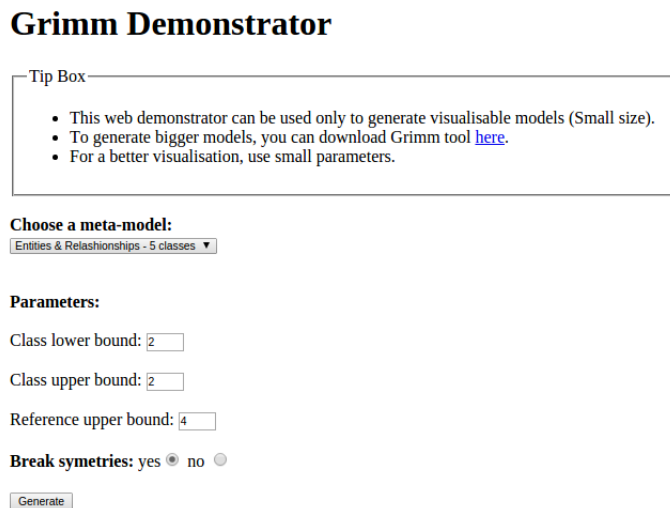 Grimm Demonstrator
Tip Box
• This web demonstrator can be used only to generate visualisable models (Small size).
• To generate bigger models, you can download Grimm tool here.
• For a better visualisation, use small parameters.
Choose a meta-model:
Entities & Relashionships - 5 classes ▼
Parameters:
Class lower bound: 2
Class upper bound: 2
Reference upper bound: 4
Break symetries: yes no
Generate